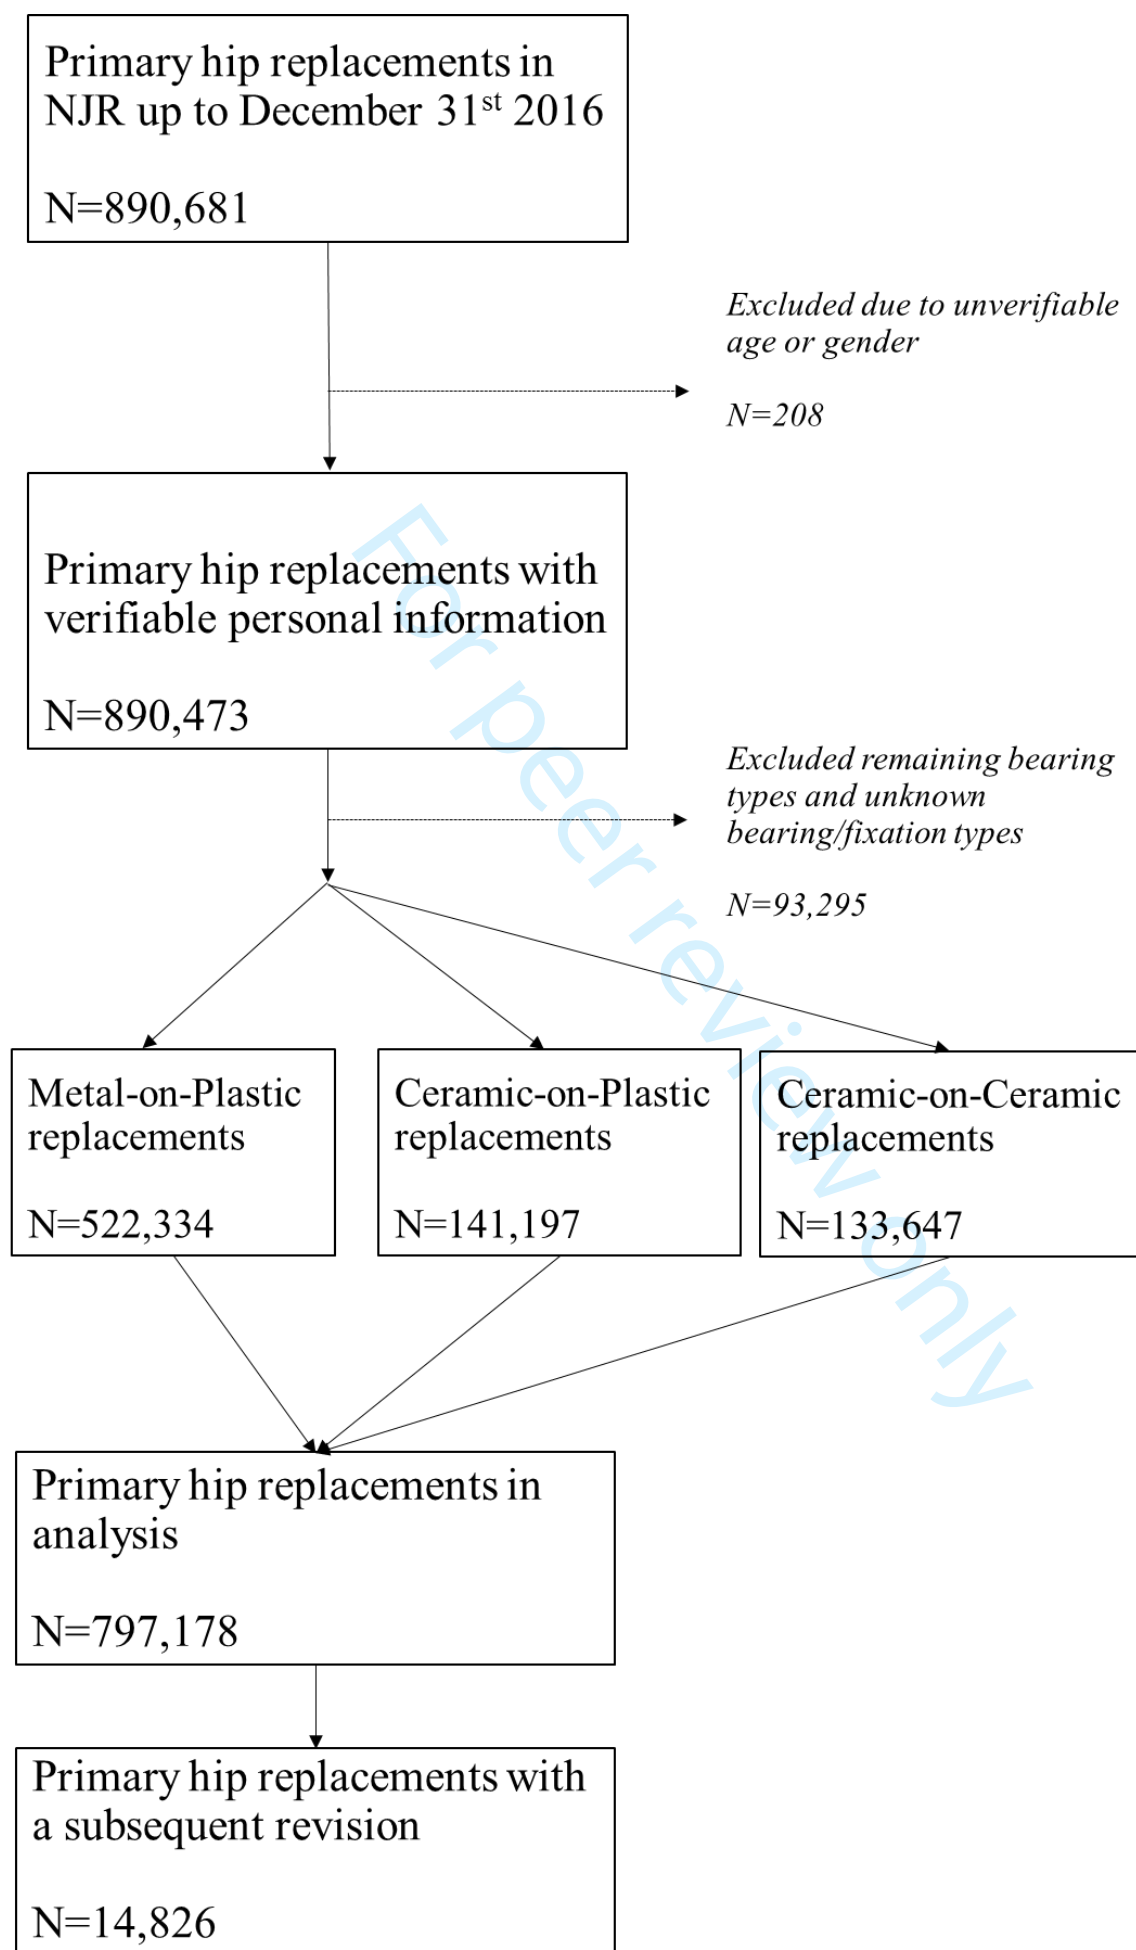 Primary hip replacements in
NJR up to December 31st 2016
N=890,681
Excluded due to unverifiable
age or gender
N=208
Primary hip replacements with
verifiable personal information
N=890,473
Excluded remaining bearing
types and unknown
bearing/fixation types
N=93,295
Metal-on-Plastic
replacements
N=522,334
Ceramic-on-Plastic
replacements
N=141,197
Ceramic-on-Ceramic
replacements
N=133,647
Primary hip replacements in
analysis
N=797,178
Primary hip replacements with
a subsequent revision
N=14,826
For peer review only